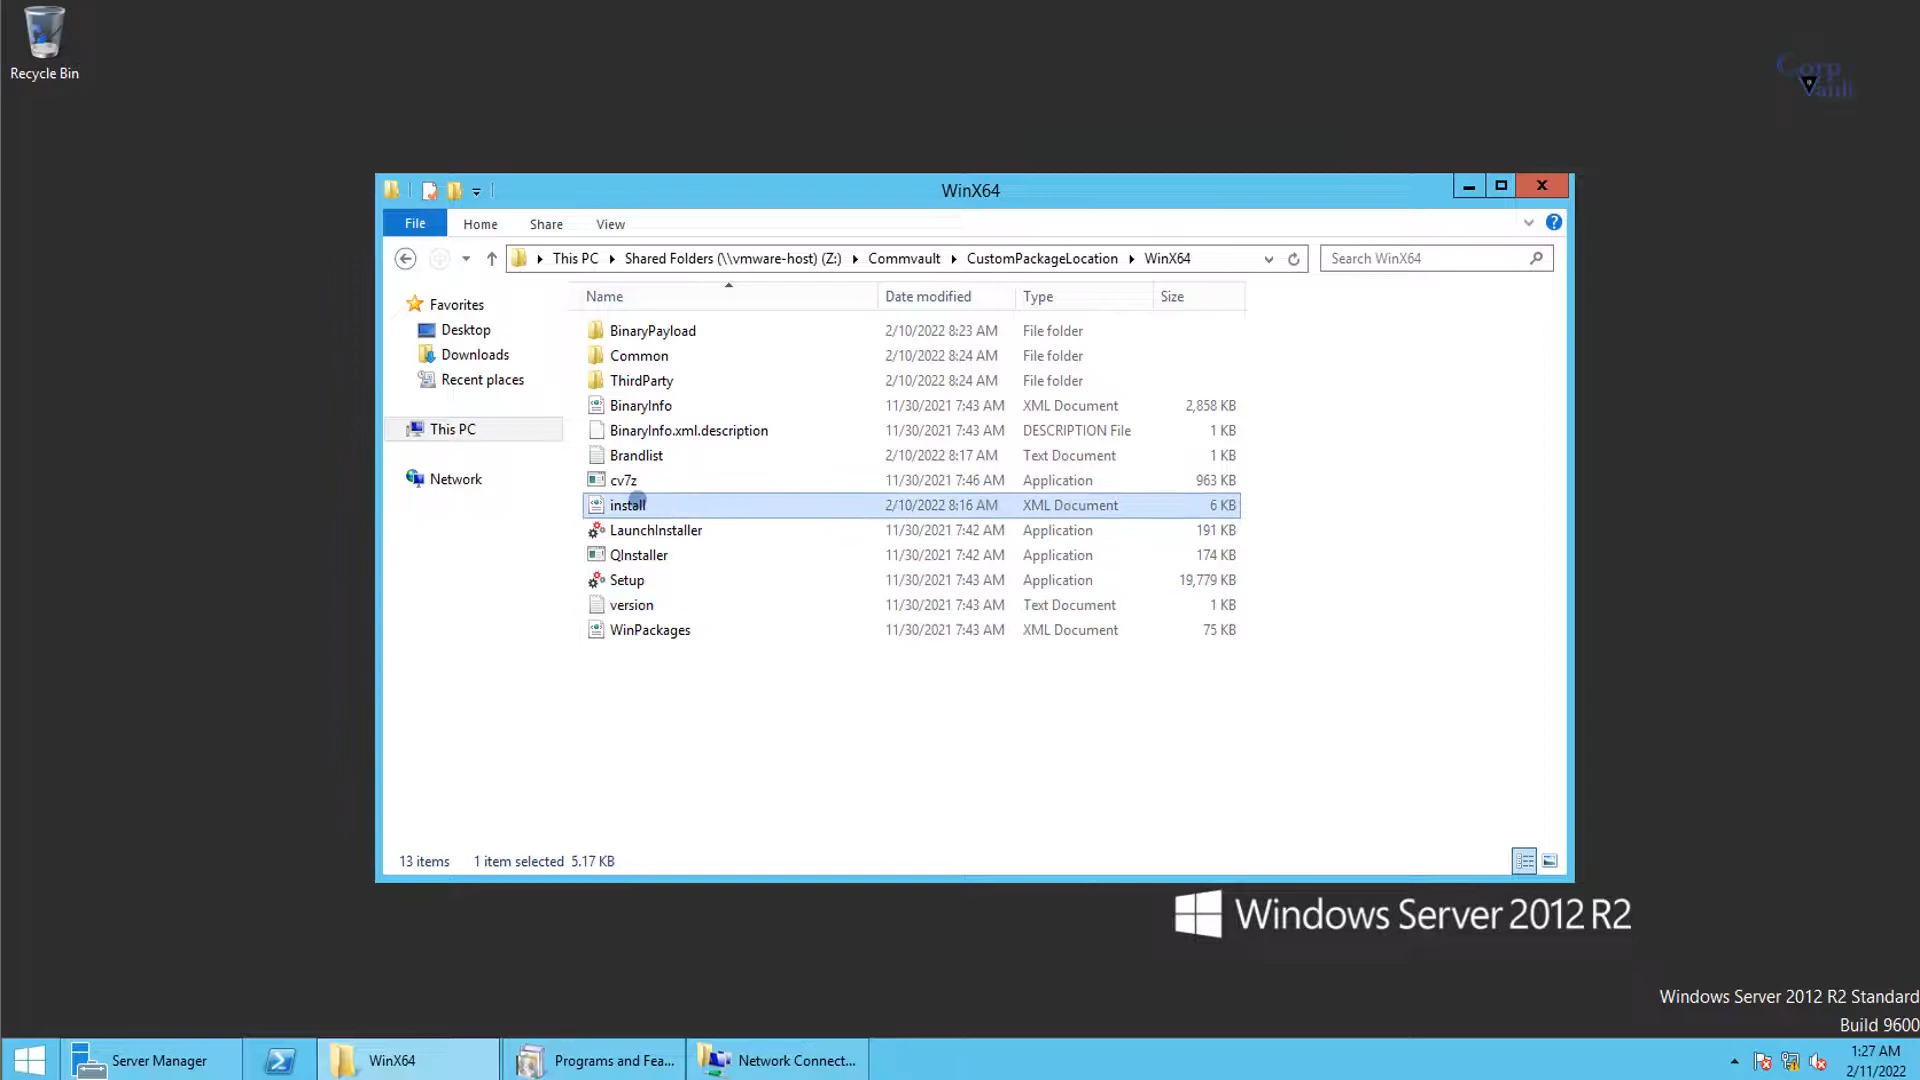 Recycle Bin
Corp
Vault
WinX64
File Home Share View
This PC Shared Folders (\\vmware-host) (Z:) Commvault CustomPackageLocation WinX64
Search WinX64
Favorites
Desktop
Downloads
Recent places
This PC
Network
Name Date modified Type Size
BinaryPayload 2/10/2022 8:23 AM File folder
Common 2/10/2022 8:24 AM File folder
ThirdParty 2/10/2022 8:24 AM File folder
BinaryInfo 11/30/2021 7:43 AM XML Document 2,858 KB
BinaryInfo.xml.description 11/30/2021 7:43 AM DESCRIPTION File 1 KB
Brandlist 2/10/2022 8:17 AM Text Document 1 KB
cv7z 11/30/2021 7:46 AM Application 963 KB
install 2/10/2022 8:16 AM XML Document 6 KB
LaunchInstaller 11/30/2021 7:42 AM Application 191 KB
QInstaller 11/30/2021 7:42 AM Application 174 KB
Setup 11/30/2021 7:43 AM Application 19,779 KB
version 11/30/2021 7:43 AM Text Document 1 KB
WinPackages 11/30/2021 7:43 AM XML Document 75 KB
13 items 1 item selected 5.17 KB
Windows Server 2012 R2
Windows Server 2012 R2 Standard
Build 9600
Server Manager WinX64 Programs and Fea... Network Connect...
1:27 AM
2/11/2022